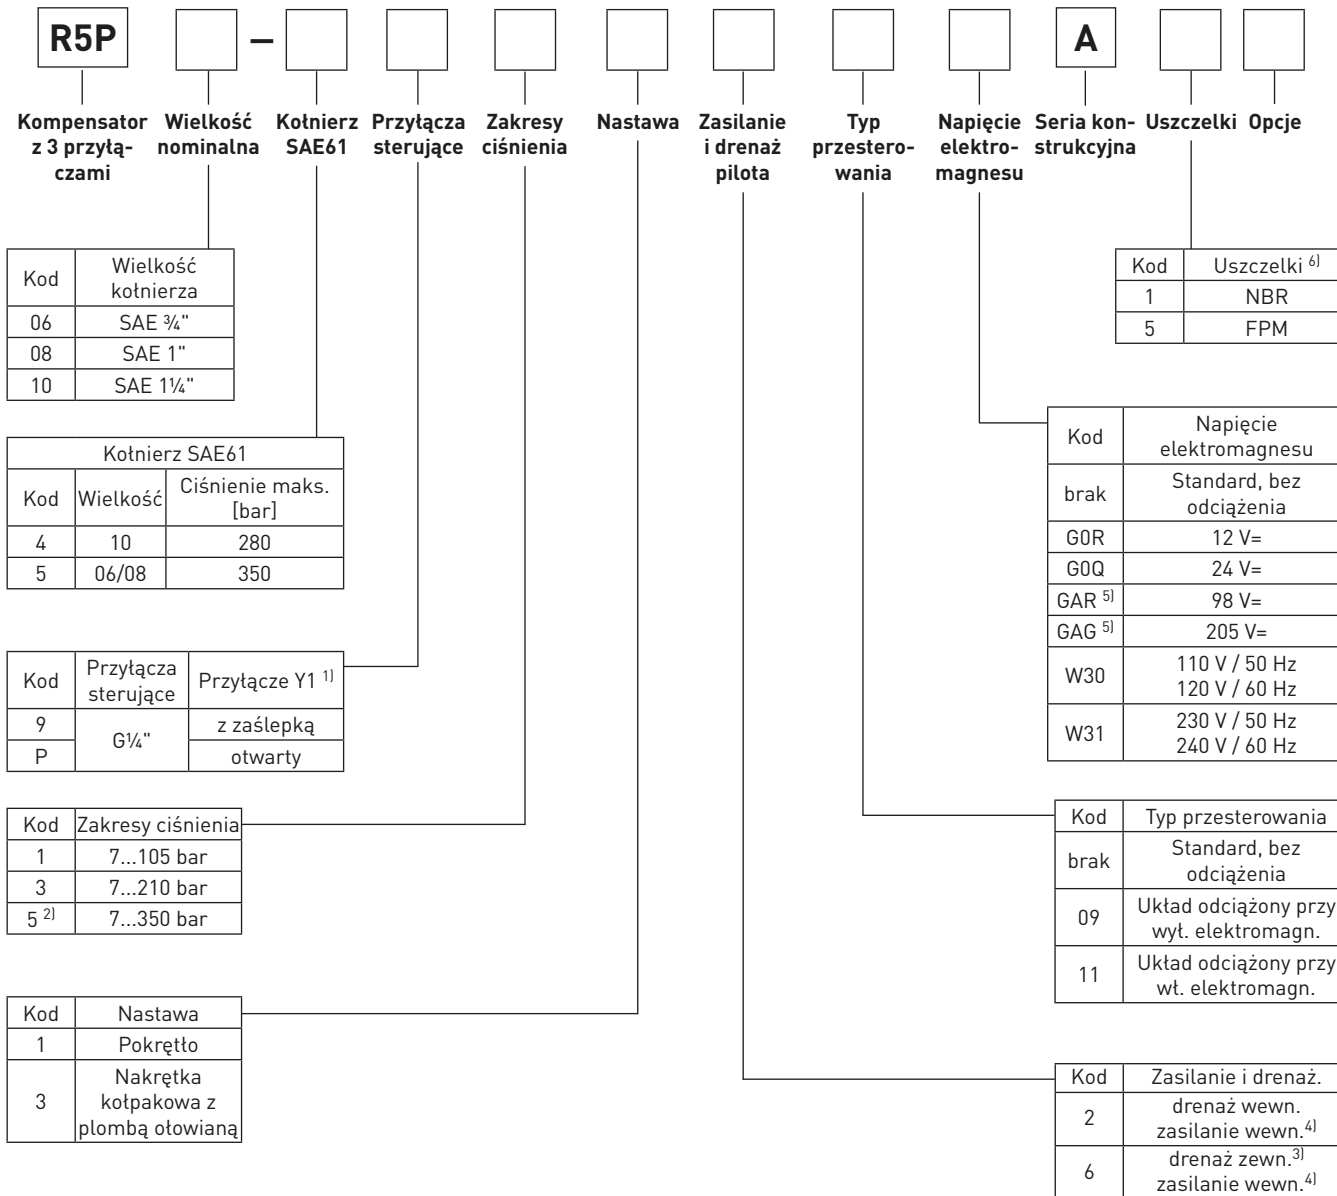 R5P
–
A
Kompensator
z 3 przyłą-
czami
Wielkość
nominalna
Kołnierz
SAE61
Przyłącza
sterujące
Zakresy
ciśnienia
Nastawa
Zasilanie
i drenaż
pilota
Typ
przestero-
wania
Napięcie
elektro-
magnesu
Seria kon-
strukcyjna
Uszczelki
Opcje
Kod
Wielkość
kołnierza
06 SAE ¾"
08 SAE 1"
10 SAE 1¼"
Kołnierz SAE61
Kod Wielkość
Ciśnienie maks.
[bar]
4 10 280
5 06/08 350
Kod
Przyłącza
sterujące
Przyłącze Y1 1)
9
G¼"
z zaślepką
P
otwarty
Kod Zakresy ciśnienia
1 7...105 bar
3 7...210 bar
5 2) 7...350 bar
Kod Nastawa
1 Pokrętło
3
Nakrętka
kołpakowa z
plombą ołowianą
Kod Uszczelki 6)
1 NBR
5 FPM
Kod
Napięcie
elektromagnesu
brak
Standard, bez
odciążenia
G0R 12 V=
G0Q 24 V=
GAR 5) 98 V=
GAG 5) 205 V=
W30
110 V / 50 Hz
120 V / 60 Hz
W31
230 V / 50 Hz
240 V / 60 Hz
Kod Typ przesterowania
brak
Standard, bez
odciążenia
09
Układ odciążony przy
wył. elektromagn.
11
Układ odciążony przy
wł. elektromagn.
Kod Zasilanie i drenaż.
2
drenaż wewn.
zasilanie wewn.4)
6
drenaż zewn.3)
zasilanie wewn.4)